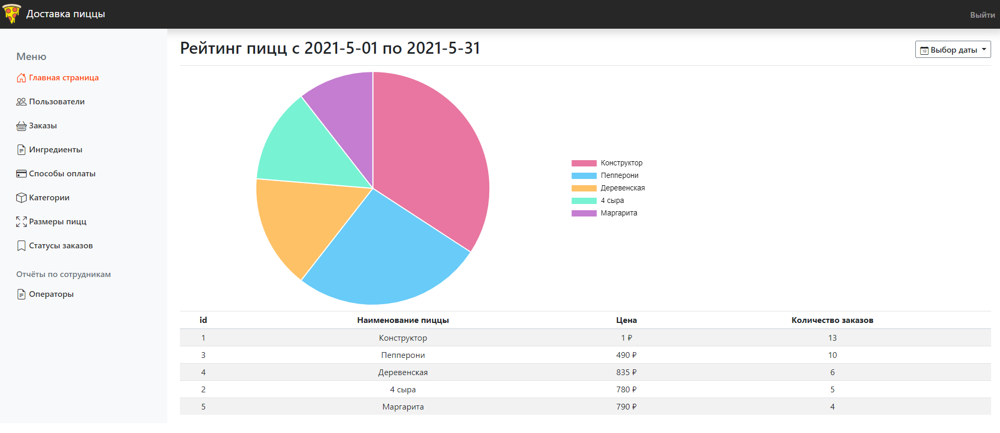 Доставка пиццы
Выйти
Меню
Главная страница
Пользователи
Заказы
Ингредиенты
Способы оплаты
Категории
Размеры пицц
Статусы заказов
Отчёты по сотрудникам
Операторы
Рейтинг пицц с 2021-5-01 по 2021-5-31
19 Выбор даты
Конструктор
Пепперони
Деревенская
4 сыра
Маргарита
id Наименование пиццы Цена Количество заказов
1 Конструктор 1 ₽ 13
3 Пепперони 490 ₽ 10
4 Деревенская 835 ₽ 6
2 4 сыра 780 ₽ 5
5 Маргарита 790 ₽ 4